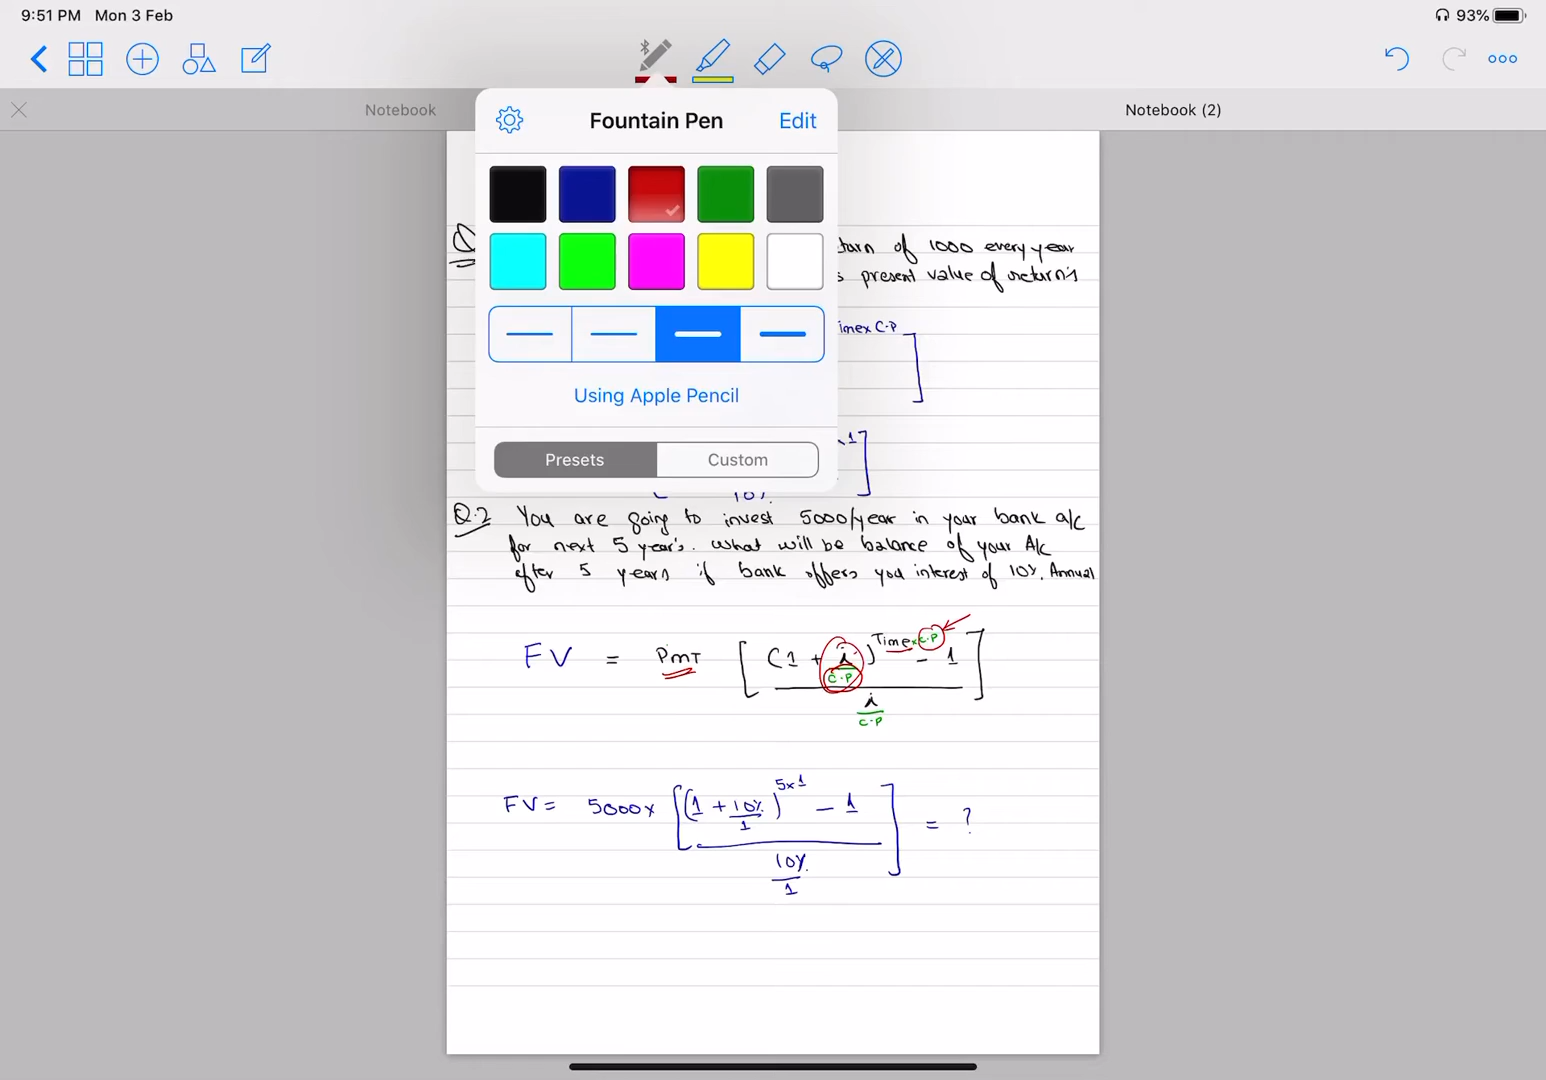 9:51 PM Mon 3 Feb
93%
Notebook
Notebook (2)
Fountain Pen
Edit
Using Apple Pencil
Presets
Custom
of 1000 every year
present value of return's
C.P
1
10%
Q.2 You are going to invest 5000/year in your bank a/c
for next 5 year's. What will be balance of your A/c
after 5 years if bank offers you interest of 10% Annual
FV = PmT [ (1 + i/C.P)^Time×C.P - 1 ]
i/C.P
FV = 5000x [ (1 + 10%/1)^5x1 - 1 ] = ?
10%/1